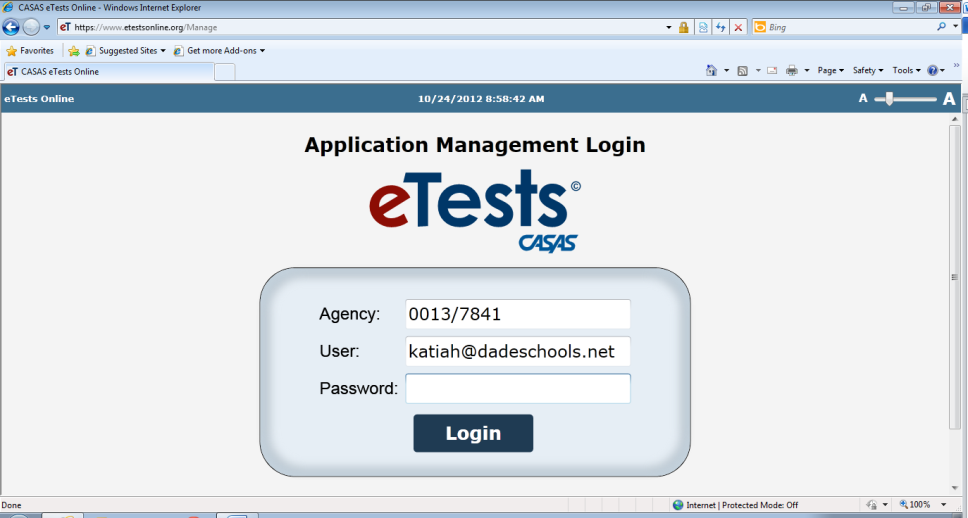 CASAS eTests Online - Windows Internet Explorer
eT https://www.etestsonline.org/Manage
Bing
Favorites Suggested Sites Get more Add-ons
eT CASAS eTests Online
Page Safety Tools
eTests Online 10/24/2012 8:58:42 AM A A
Application Management Login
eTests©
CASAS
Agency: 0013/7841
User: katiah@dadeschools.net
Password:
Login
Done Internet | Protected Mode: Off 100%